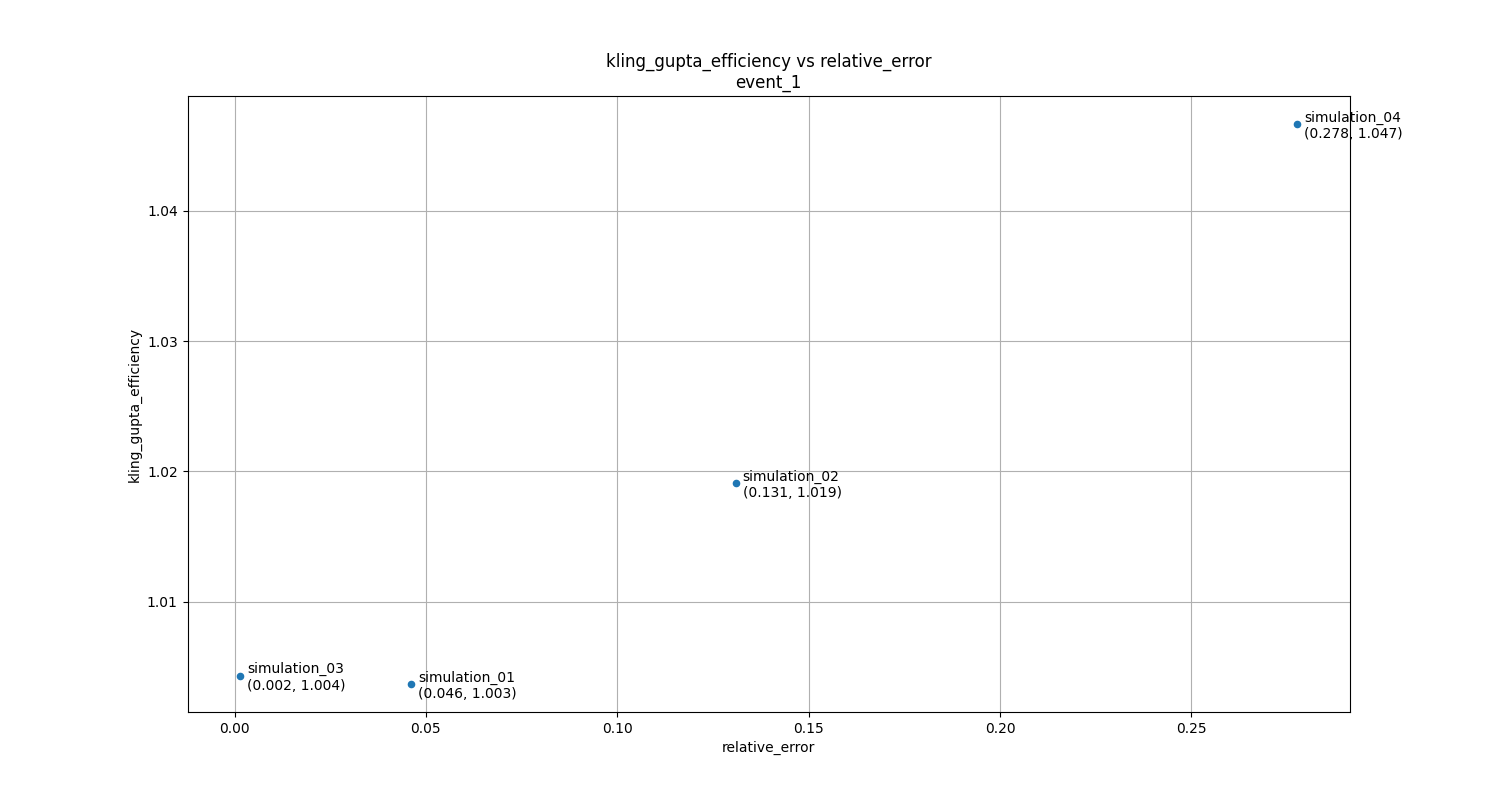 kling_gupta_efficiency vs relative_error
event_1
simulation_04
(0.278, 1.047)
1.04
1.03
kling_gupta_efficiency
simulation_02
1.02
(0.131, 1.019)
1.01
simulation_03
(0.002, 1.004)
simulation_01
(0.046, 1.003)
0.00 0.05 0.10 0.15 0.20 0.25
relative_error